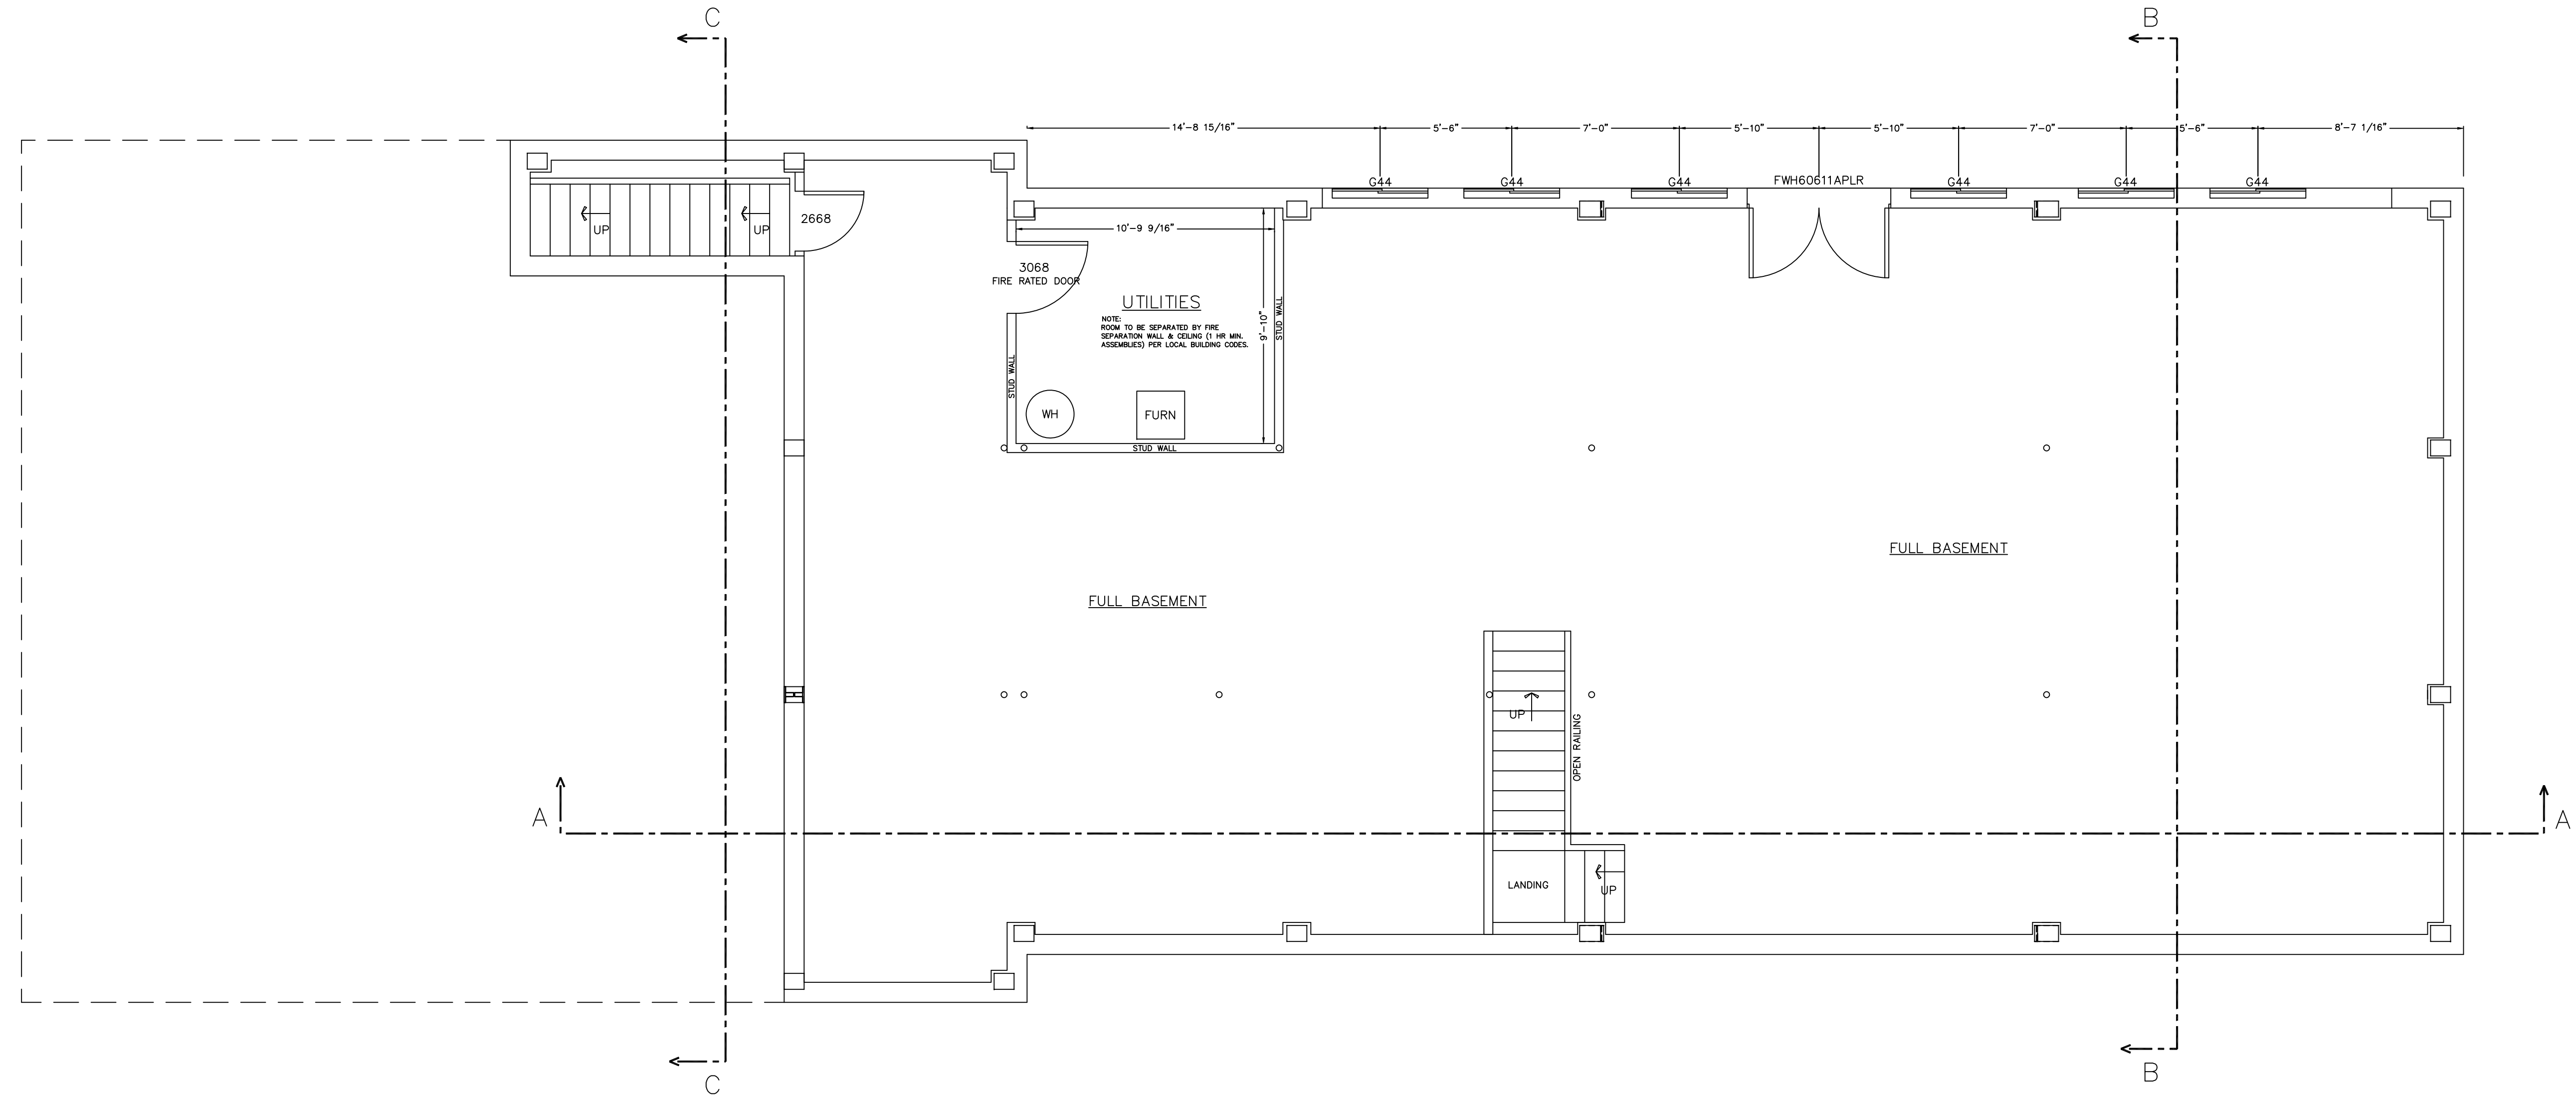 C
B
14'-8 15/16"
5'-6"
7'-0"
5'-10"
5'-10"
7'-0"
5'-6"
8'-7 1/16"
G44
G44
G44
FWH60611APLR
G44
G44
G44
UP
UP
2668
10'-9 9/16"
3068
FIRE RATED DOOR
UTILITIES
NOTE:
ROOM TO BE SEPARATED BY FIRE
SEPARATION WALL & CEILING (1 HR MIN.
ASSEMBLIES) PER LOCAL BUILDING CODES.
9'-10"
STUD WALL
STUD WALL
WH
FURN
STUD WALL
FULL BASEMENT
FULL BASEMENT
UP
OPEN RAILING
A
A
LANDING
UP
C
B